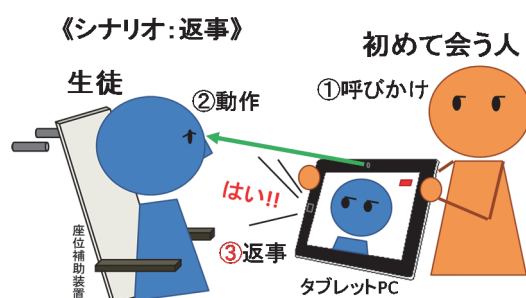 《シナリオ：返事》
初めて会う人
生徒
②動作
①呼びかけ
はい!!
③返事
座位補助装置
タブレットPC